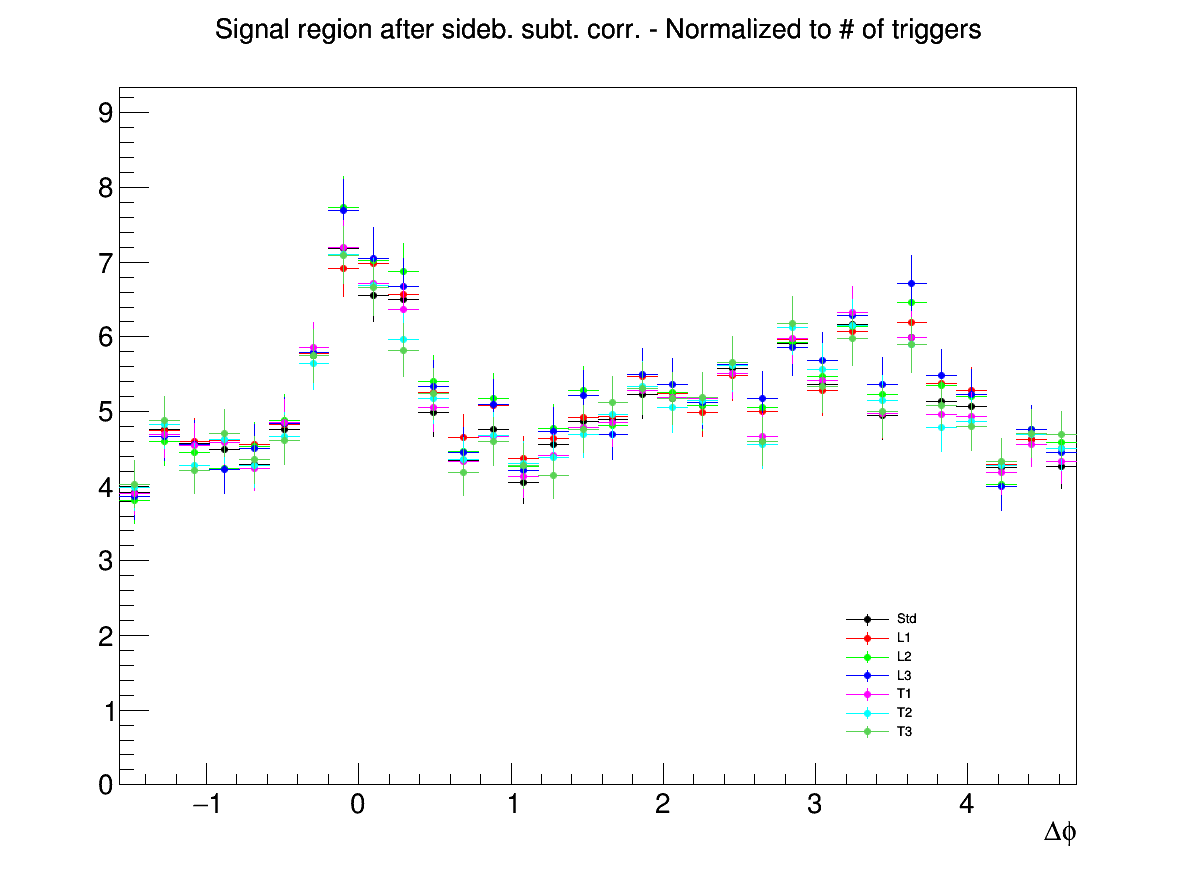 Signal region after sideb. subt. corr. - Normalized to # of triggers
9
8
7
6
5
4
3
2
1
0
Std
L1
L2
L3
T1
T2
T3
−1 0 1 2 3 4
Δϕ